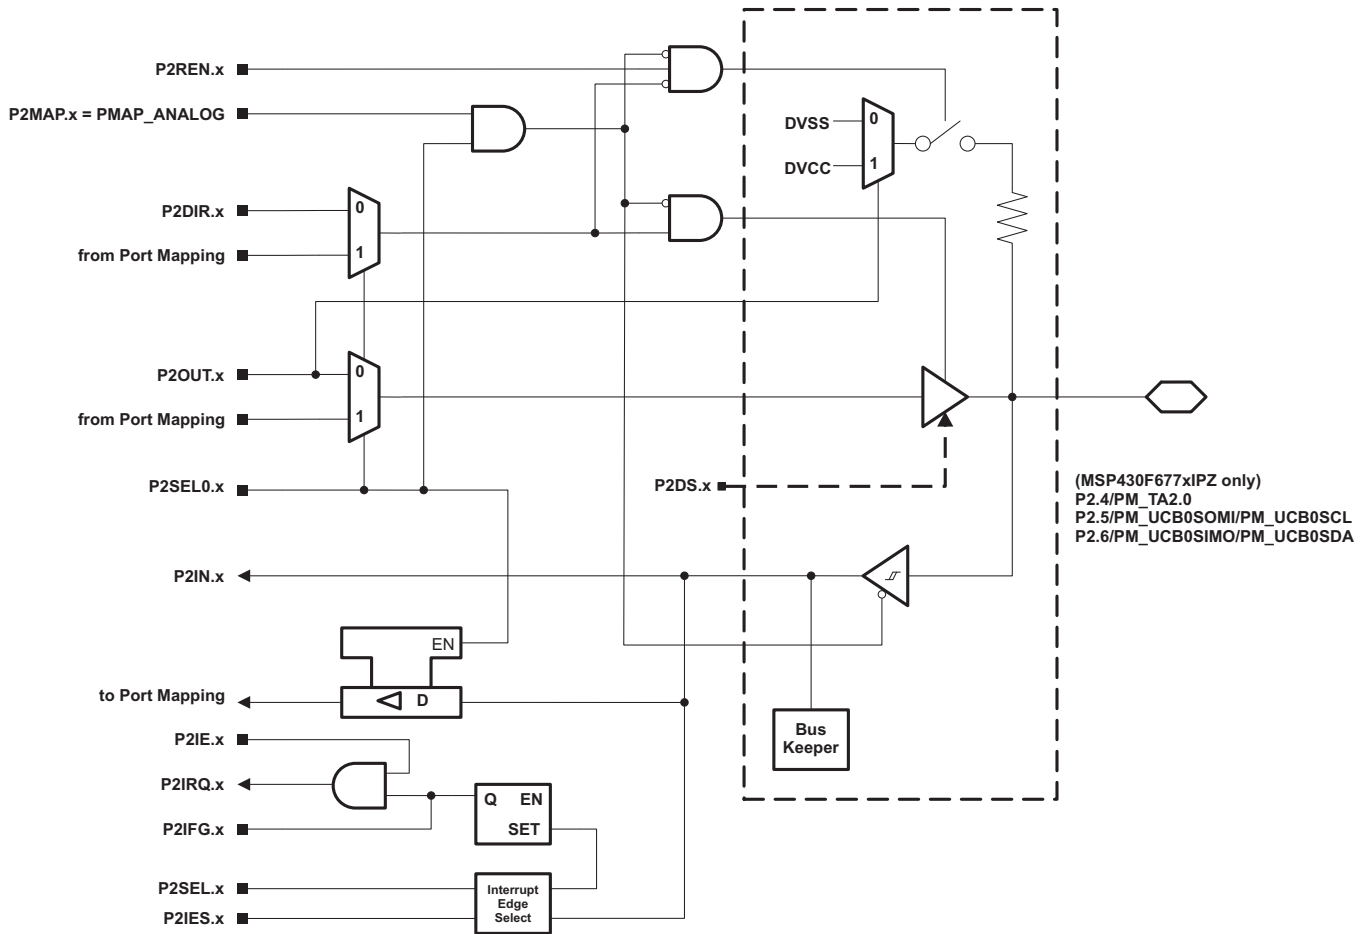 P2REN.x
P2MAP.x = PMAP_ANALOG
DVSS
0
DVCC
1
P2DIR.x
0
from Port Mapping
1
P2OUT.x
0
from Port Mapping
1
P2SEL0.x
P2DS.x
(MSP430F677xIPZ only)
P2.4/PM_TA2.0
P2.5/PM_UCB0SOMI/PM_UCB0SCL
P2.6/PM_UCB0SIMO/PM_UCB0SDA
P2IN.x
EN
to Port Mapping
D
Bus
Keeper
P2IE.x
P2IRQ.x
Q EN
SET
P2IFG.x
P2SEL.x
P2IES.x
Interrupt
Edge
Select